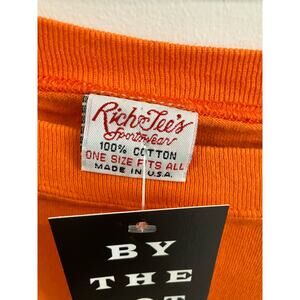 Rich Tee's
Sportswear
100% COTTON
ONE SIZE FITS ALL
MADE IN U.S.A.
BY
THE